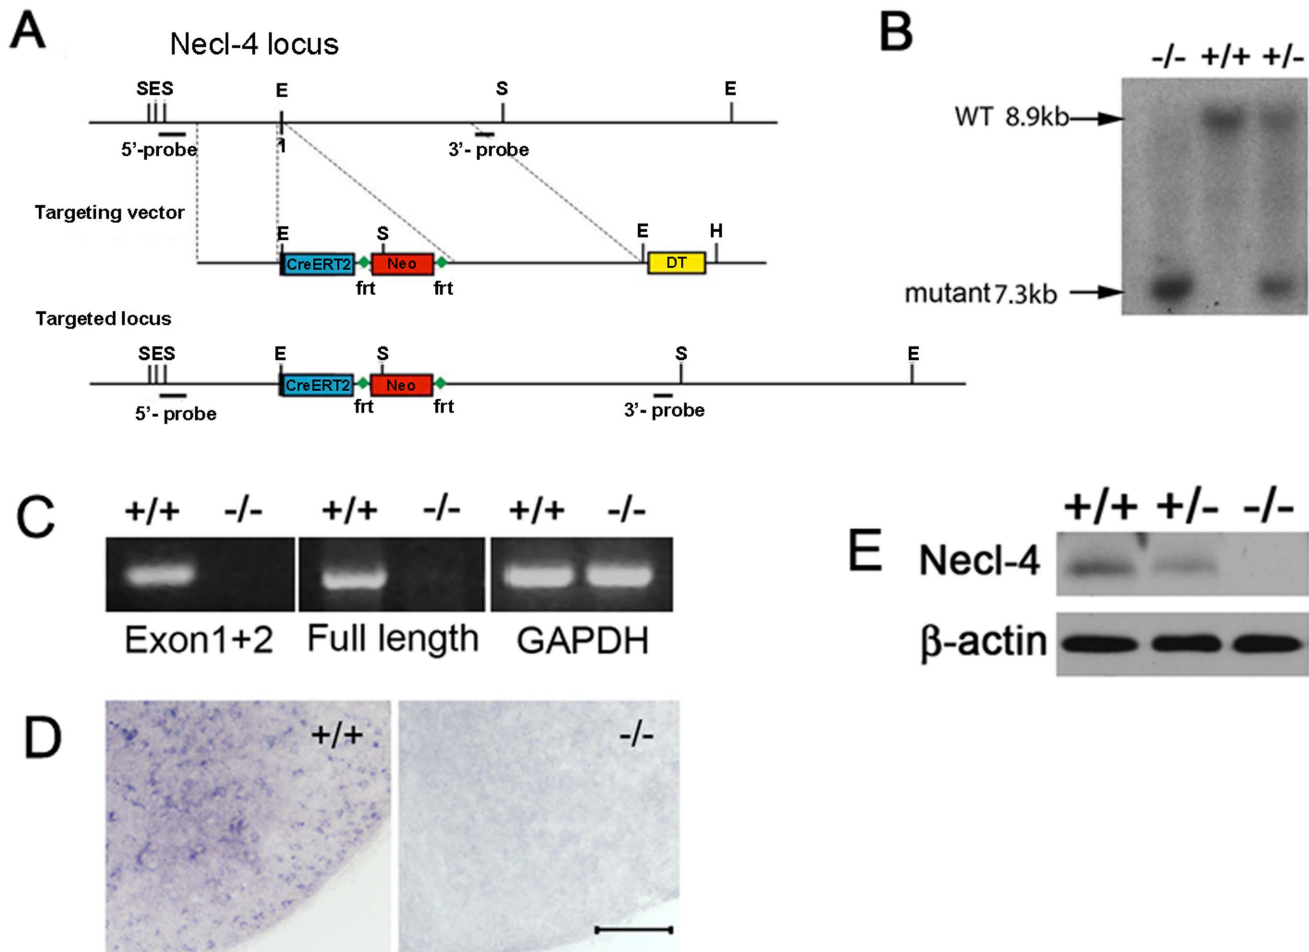 A
Necl-4 locus
SES E S E
5'-probe 1 3'- probe
Targeting vector
E S E H
CreERT2 Neo DT
frt frt
Targeted locus
SES E S S E
CreERT2 Neo
frt frt
5'- probe 3'- probe
B
-/- +/+ +/-
WT 8.9kb
mutant 7.3kb
C
+/+ -/- +/+ -/- +/+ -/-
Exon1+2 Full length GAPDH
D
+/+ -/-
E
+/+ +/- -/-
Necl-4
β-actin